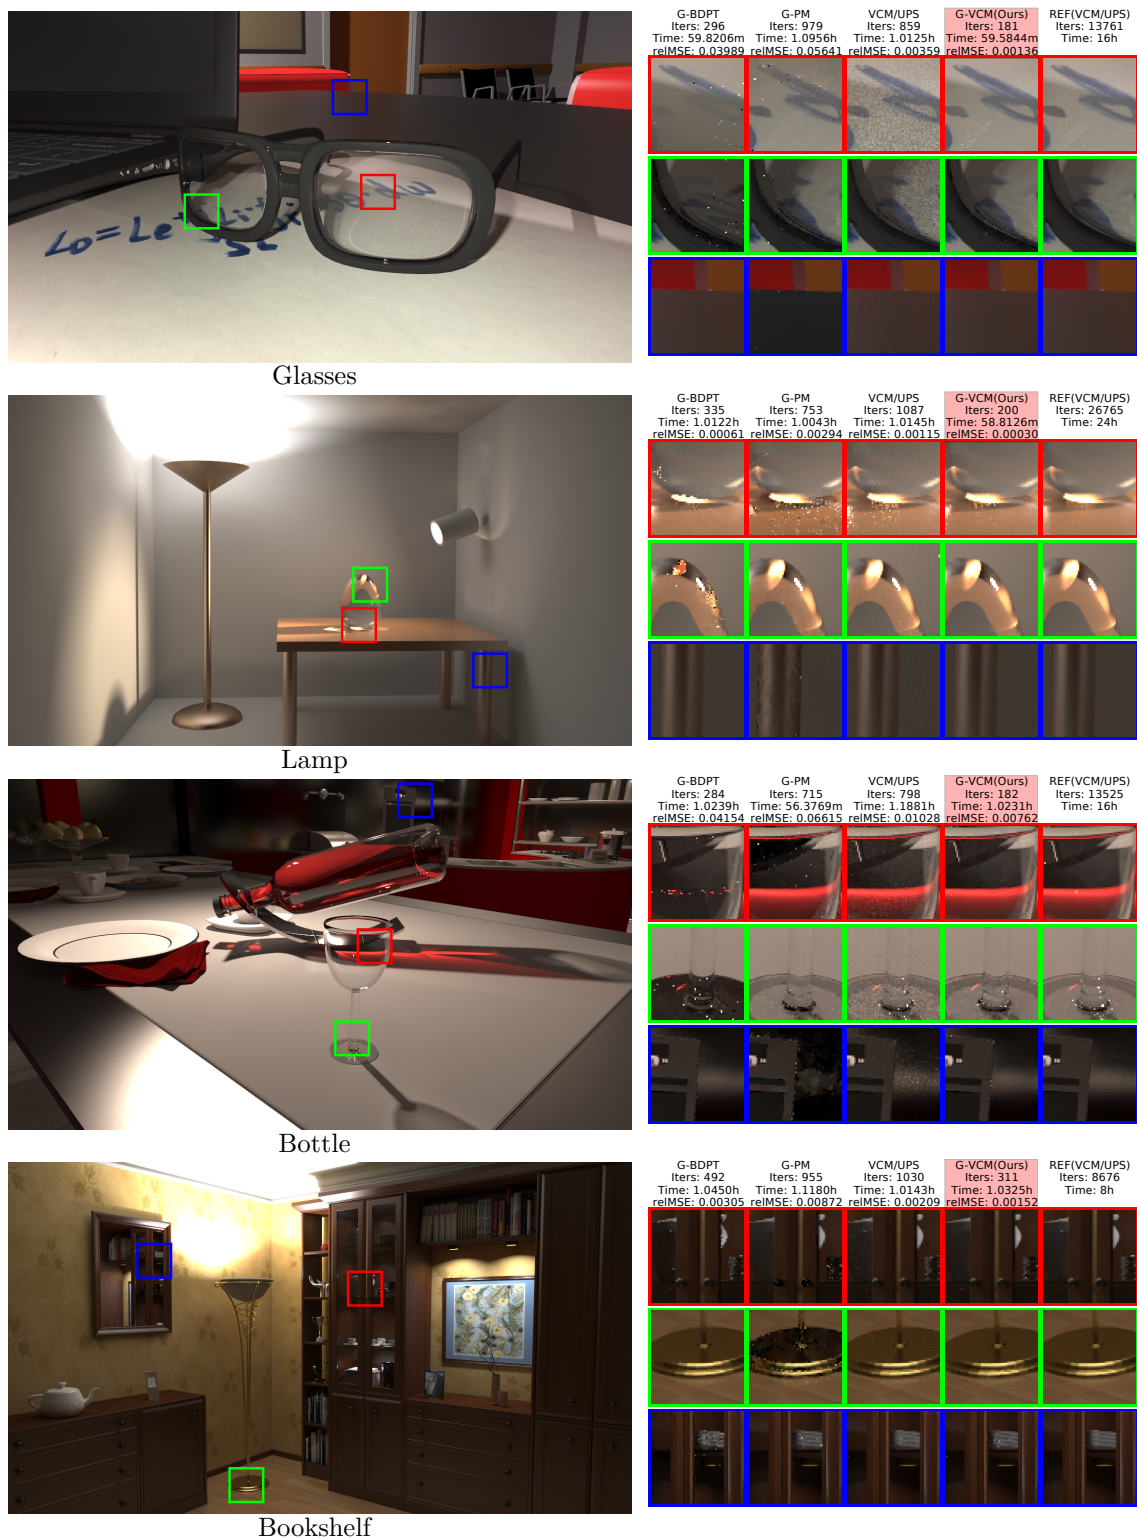 G-BDPT G-PM VCM/UPS G-VCM(Ours) REF(VCM/UPS)
Iters: 296 Iters: 979 Iters: 859 Iters: 181 Iters: 13761
Time: 59.8206m Time: 1.0956h Time: 1.0125h Time: 59.5844m Time: 16h
relMSE: 0.03989 relMSE: 0.05641 relMSE: 0.00359 relMSE: 0.00136
Glasses
G-BDPT G-PM VCM/UPS G-VCM(Ours) REF(VCM/UPS)
Iters: 335 Iters: 753 Iters: 1087 Iters: 200 Iters: 26765
Time: 1.0122h Time: 1.0043h Time: 1.0145h Time: 58.8126m Time: 24h
relMSE: 0.00061 relMSE: 0.00294 relMSE: 0.00115 relMSE: 0.00030
Lamp
G-BDPT G-PM VCM/UPS G-VCM(Ours) REF(VCM/UPS)
Iters: 284 Iters: 715 Iters: 798 Iters: 182 Iters: 13525
Time: 1.0239h Time: 56.3769m Time: 1.1881h Time: 1.0231h Time: 16h
relMSE: 0.04154 relMSE: 0.06615 relMSE: 0.01028 relMSE: 0.00762
Bottle
G-BDPT G-PM VCM/UPS G-VCM(Ours) REF(VCM/UPS)
Iters: 492 Iters: 955 Iters: 1030 Iters: 311 Iters: 8676
Time: 1.0450h Time: 1.1180h Time: 1.0143h Time: 1.0325h Time: 8h
relMSE: 0.00305 relMSE: 0.00872 relMSE: 0.00209 relMSE: 0.00152
Bookshelf